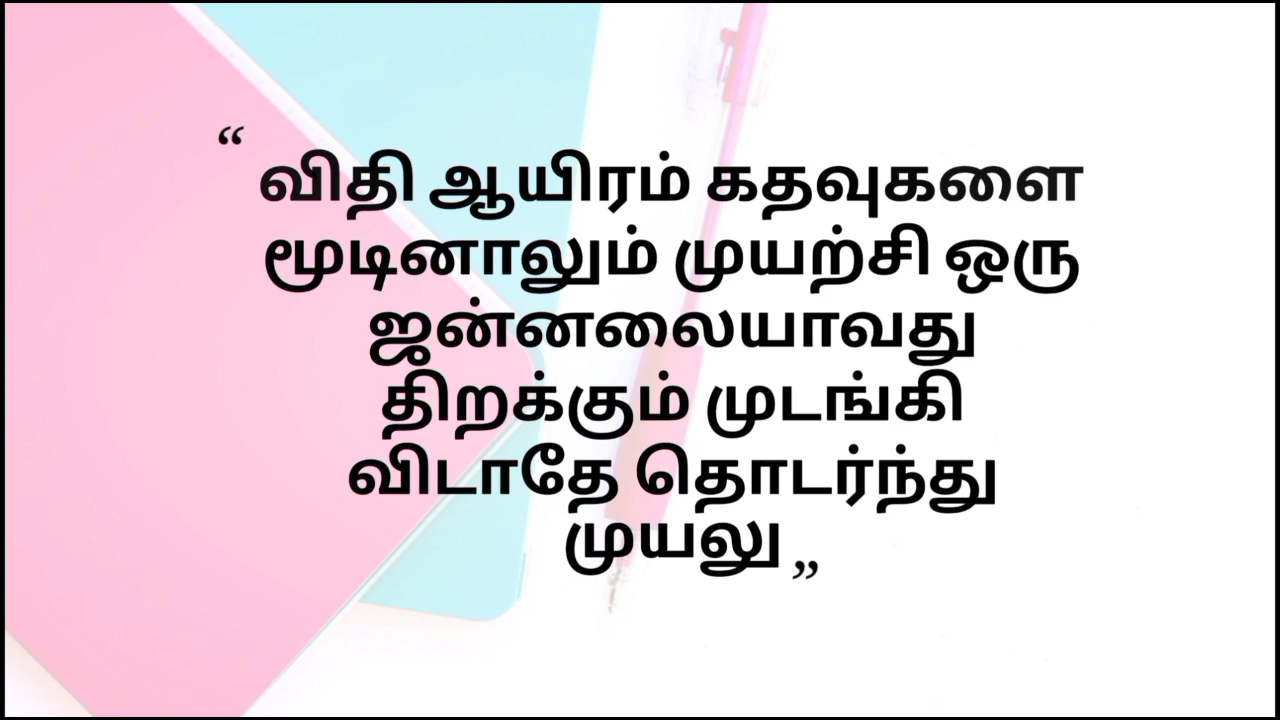 “ விதி ஆயிரம் கதவுகளை
மூடினாலும் முயற்சி ஒரு
ஜன்னலையாவது
திறக்கும் முடங்கி
விடாதே தொடர்ந்து
முயலு „